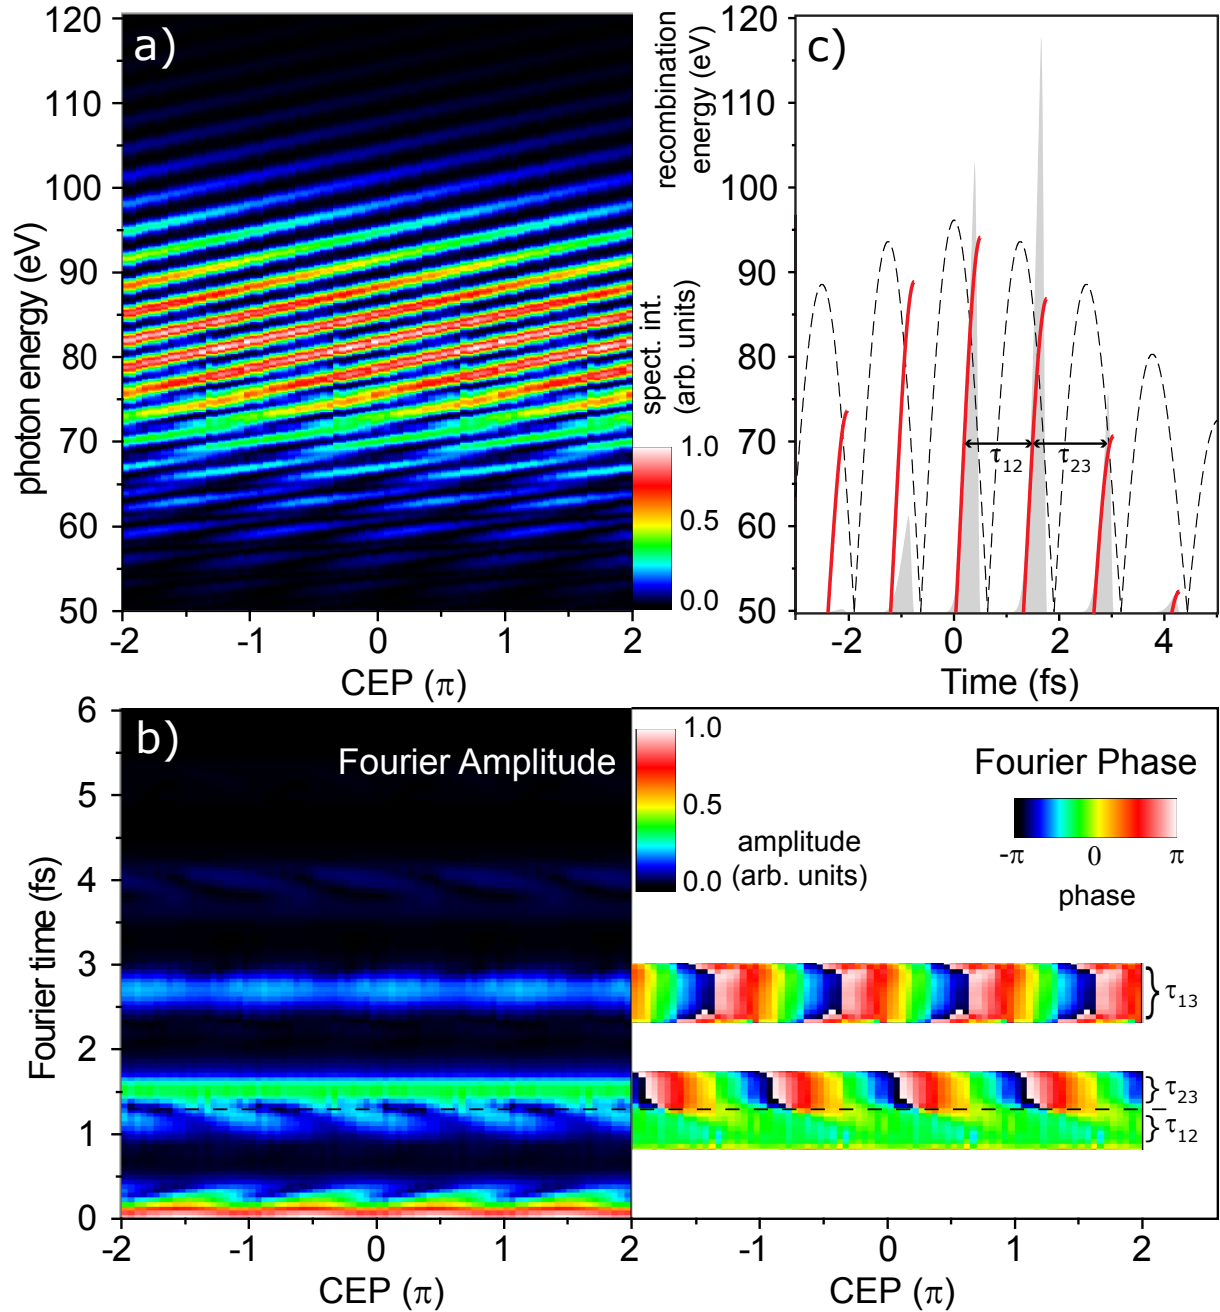 a)
120
110
100
90
80
70
60
50
photon energy (eV)
-2
-1
0
1
2
CEP (π)
spect. int.
(arb. units)
1.0
0.5
0.0
c)
recombination
energy (eV)
120
110
100
90
80
70
60
50
τ12
τ23
-2
0
2
4
Time (fs)
b)
Fourier Amplitude
6
5
4
3
2
1
0
Fourier time (fs)
-2
-1
0
1
2
CEP (π)
1.0
0.5
0.0
amplitude
(arb. units)
Fourier Phase
-π
0
π
phase
τ13
τ23
τ12
-1
0
1
2
CEP (π)